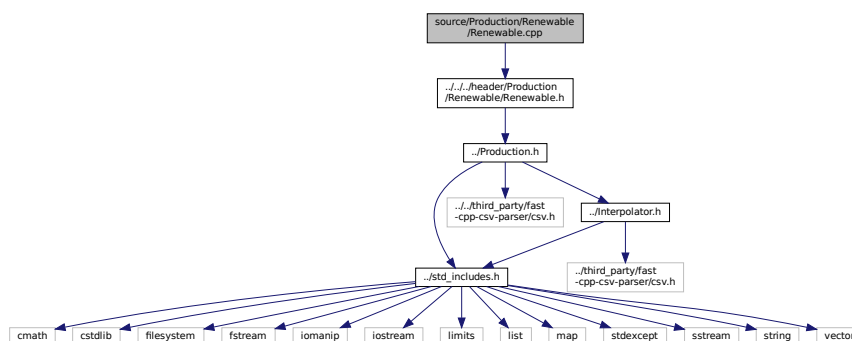 source/Production/Renewable
/Renewable.cpp
../../../header/Production
/Renewable/Renewable.h
../Production.h
../../third_party/fast
-cpp-csv-parser/csv.h
../Interpolator.h
../third_party/fast
-cpp-csv-parser/csv.h
../std_includes.h
cmath cstdlib filesystem fstream iomanip iostream limits list map stdexcept sstream string vector